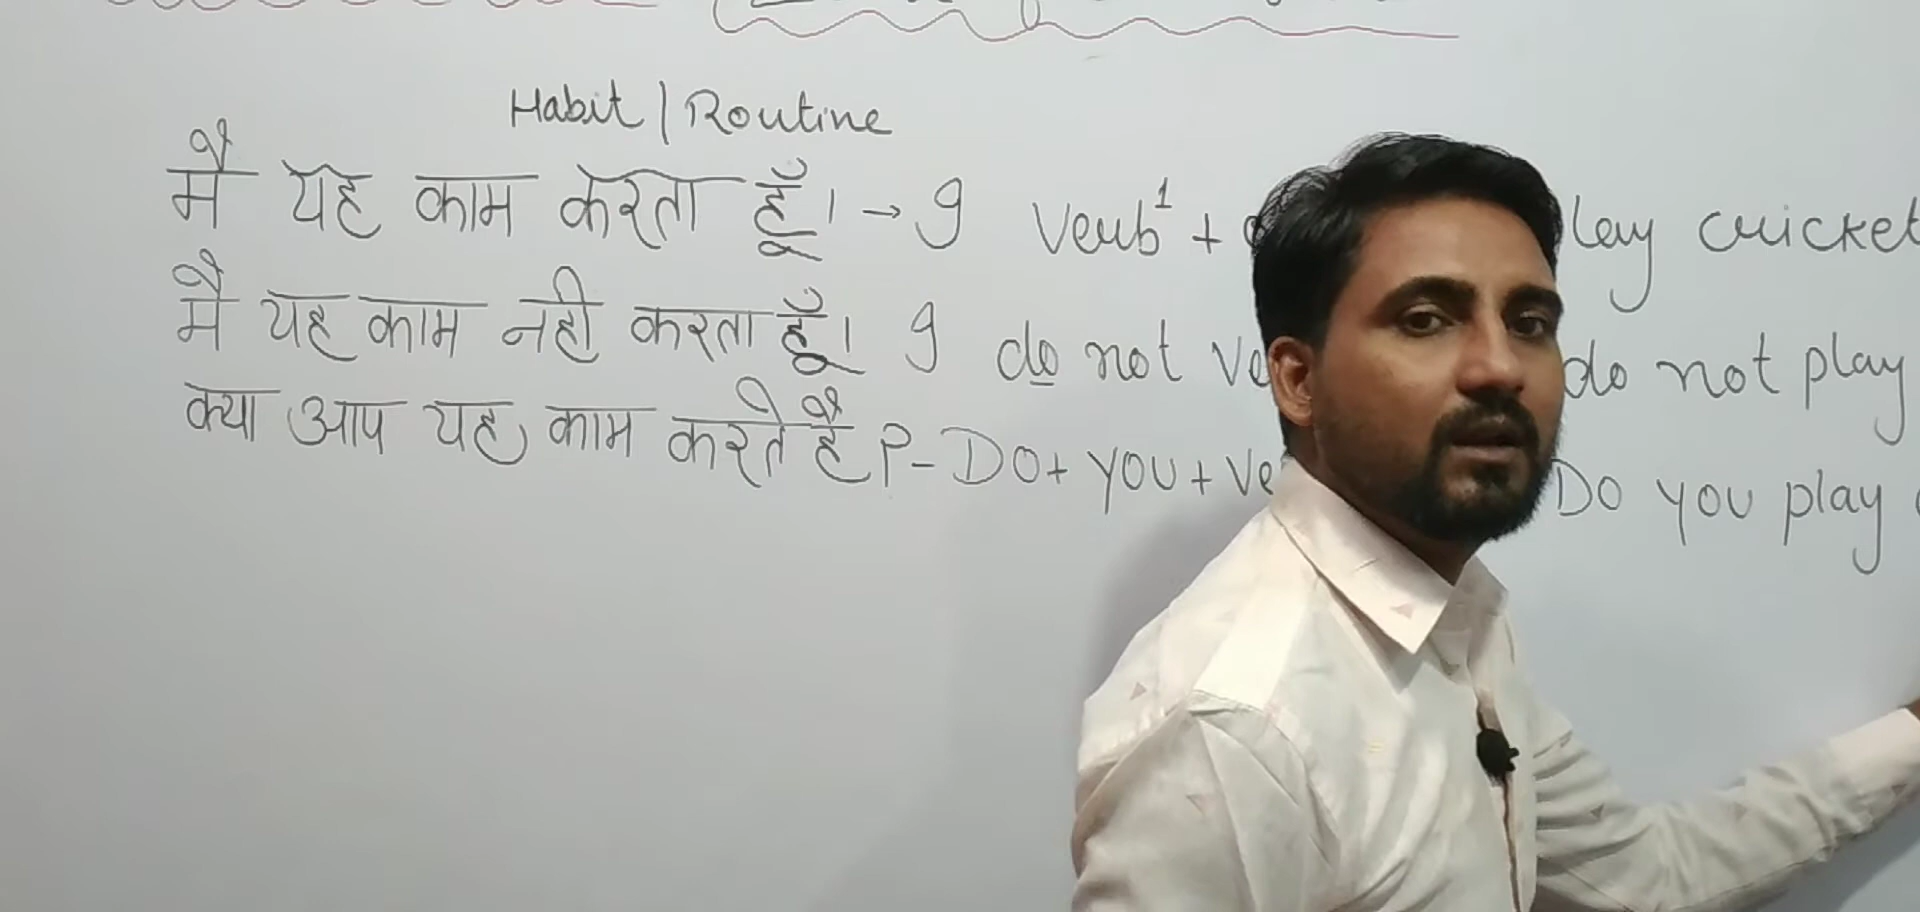 Habit | Routine
मै यह काम करता हूँ। → I Verb¹ + lay cricket
मै यह काम नही करता हूँ। I do not Ve do not play
क्या आप यह काम करते है ? - Do + you + Ve Do you play